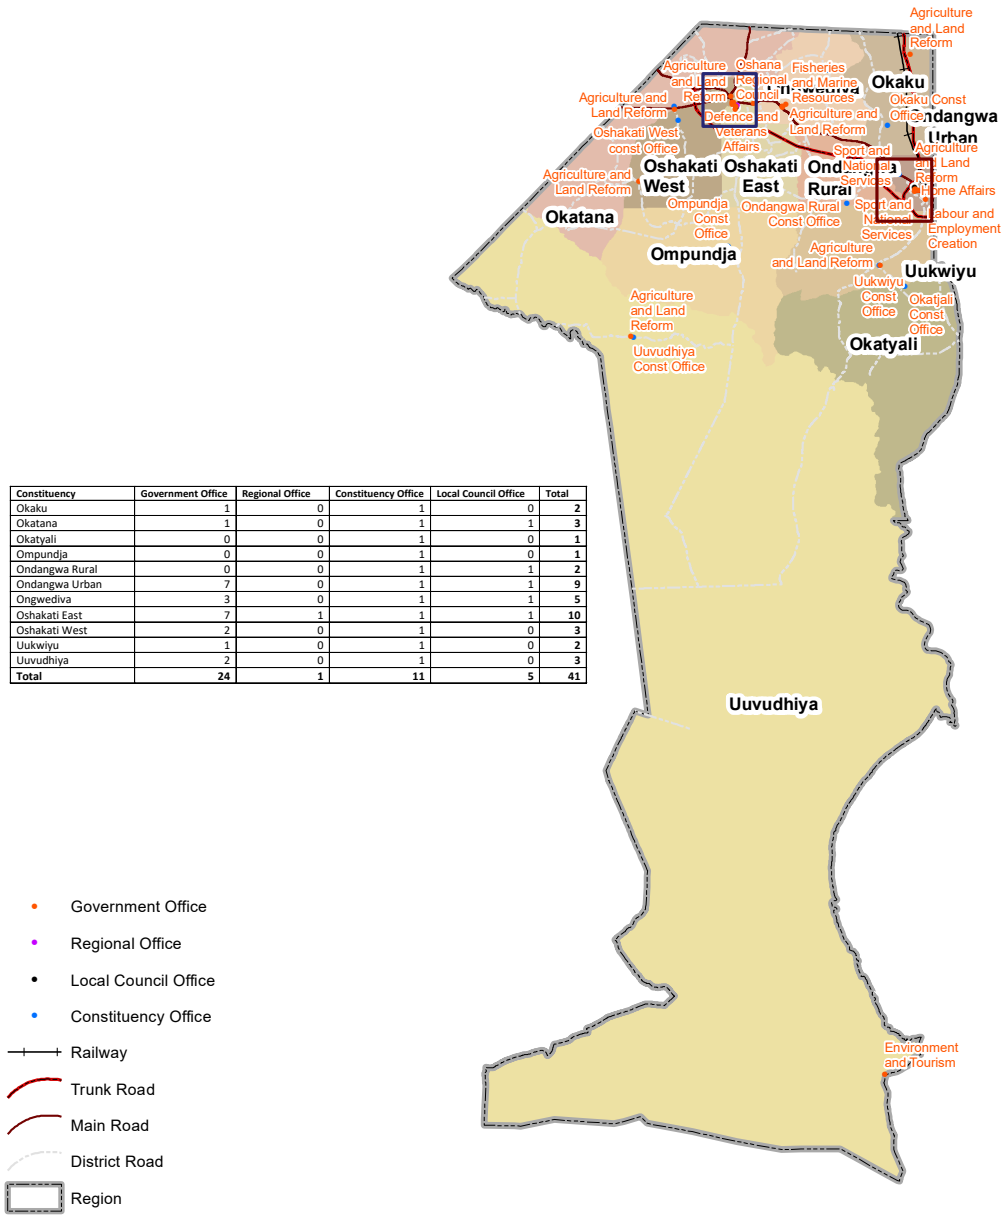 Agriculture
and Land
Reform
Agriculture
and Land
Reform
Oshana
Regional
Council
Fisheries
and Marine
Resources
Okaku
Agriculture and
Land Reform
Okaku Const
Office
Ondangwa
Urban
Defence and
Veterans
Affairs
Agriculture and
Land Reform
Oshakati West
const Office
Sport and
National
Services
Agriculture
and Land
Reform
Oshakati
West
Oshakati
East
Rural
Home Affairs
Agriculture and
Land Reform
Ompundja
Const
Office
Ondangwa Rural
Const Office
Sport and
National
Services
Labour and
Employment
Creation
Okatana
Ompundja
Agriculture
and Land Reform
Uukwiyu
Uukwiyu
Const
Office
Okatjali
Const
Office
Agriculture
and Land
Reform
Okatyali
Uuvudhiya
Const Office
Constituency Government Office Regional Office Constituency Office Local Council Office Total
Okaku 1 0 1 0 2
Okatana 1 0 1 1 3
Okatyali 0 0 1 0 1
Ompundja 0 0 1 0 1
Ondangwa Rural 0 0 1 1 2
Ondangwa Urban 7 0 1 1 9
Ongwediva 3 0 1 1 5
Oshakati East 7 1 1 1 10
Oshakati West 2 0 1 0 3
Uukwiyu 1 0 1 0 2
Uuvudhiya 2 0 1 0 3
Total 24 1 11 5 41
Uuvudhiya
Environment
and Tourism
Government Office
Regional Office
Local Council Office
Constituency Office
Railway
Trunk Road
Main Road
District Road
Region